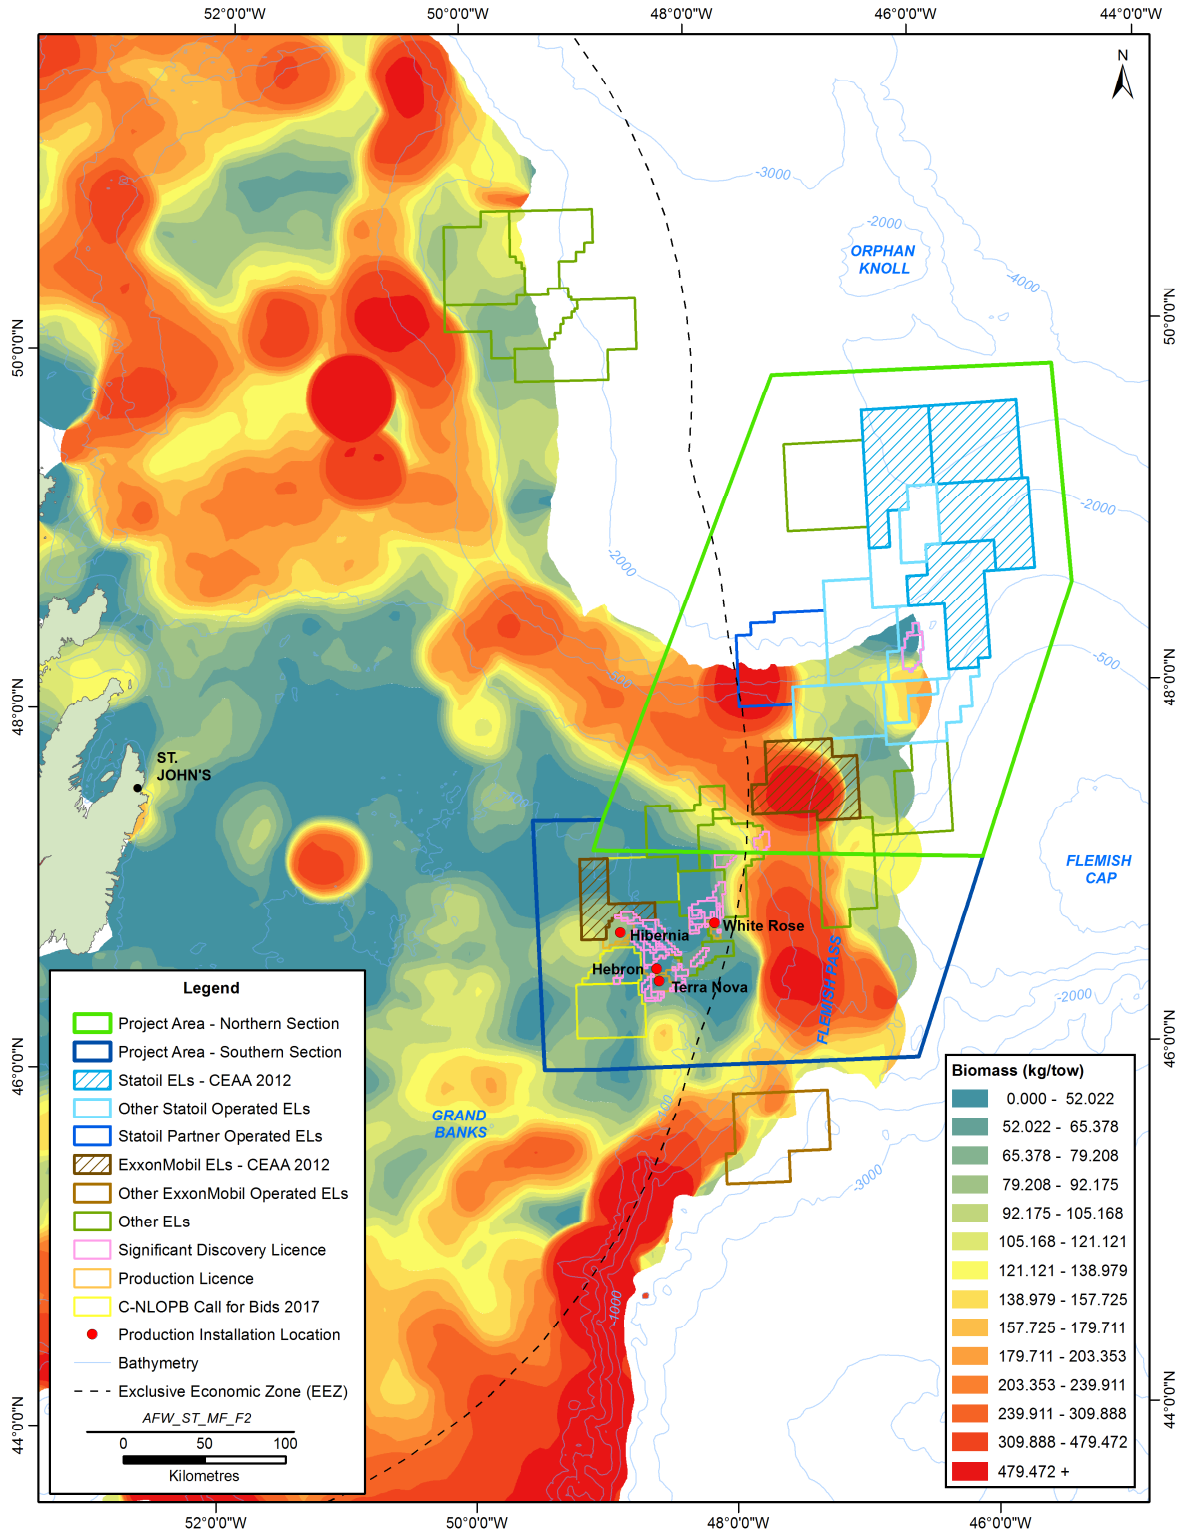 52°0'0"W 50°0'0"W 48°0'0"W 46°0'0"W 44°0'0"W
N
-3000
-2000
ORPHAN
KNOLL
-4000
50°0'0"N
50°0'0"N
-2000
-2000
-500
-500
48°0'0"N
48°0'0"N
ST.
JOHN'S
FLEMISH
CAP
White Rose
Hibernia
Hebron
Terra Nova
FLEMISH PASS
-2000
46°0'0"N
46°0'0"N
GRAND
BANKS
-100
-3000
-1000
44°0'0"N
44°0'0"N
Legend
Project Area - Northern Section
Project Area - Southern Section
Statoil ELs - CEAA 2012
Other Statoil Operated ELs
Statoil Partner Operated ELs
ExxonMobil ELs - CEAA 2012
Other ExxonMobil Operated ELs
Other ELs
Significant Discovery Licence
Production Licence
C-NLOPB Call for Bids 2017
Production Installation Location
Bathymetry
Exclusive Economic Zone (EEZ)
AFW_ST_MF_F2
0 50 100
Kilometres
Biomass (kg/tow)
0.000 - 52.022
52.022 - 65.378
65.378 - 79.208
79.208 - 92.175
92.175 - 105.168
105.168 - 121.121
121.121 - 138.979
138.979 - 157.725
157.725 - 179.711
179.711 - 203.353
203.353 - 239.911
239.911 - 309.888
309.888 - 479.472
479.472 +
52°0'0"W 50°0'0"W 48°0'0"W 46°0'0"W